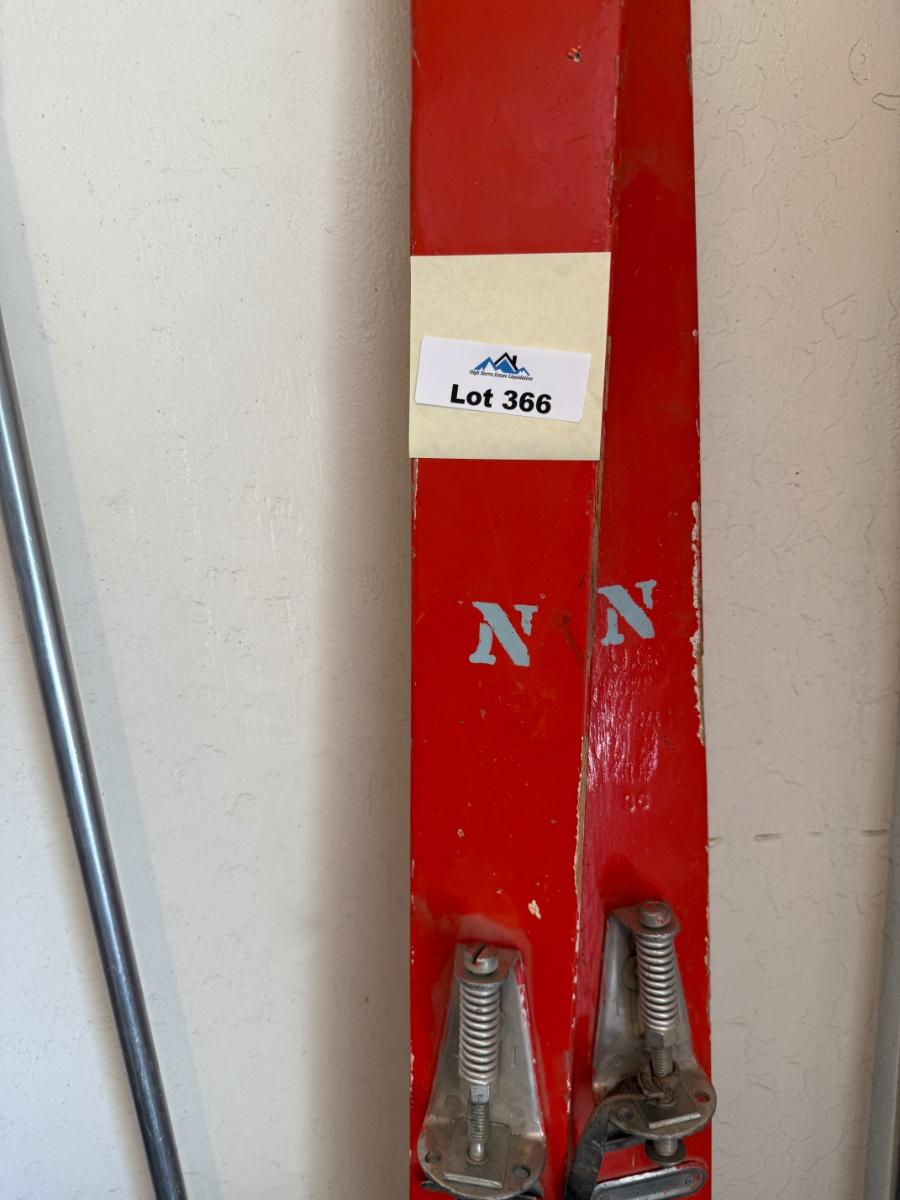 High Sierra Estate Liquidation
Lot 366
N N